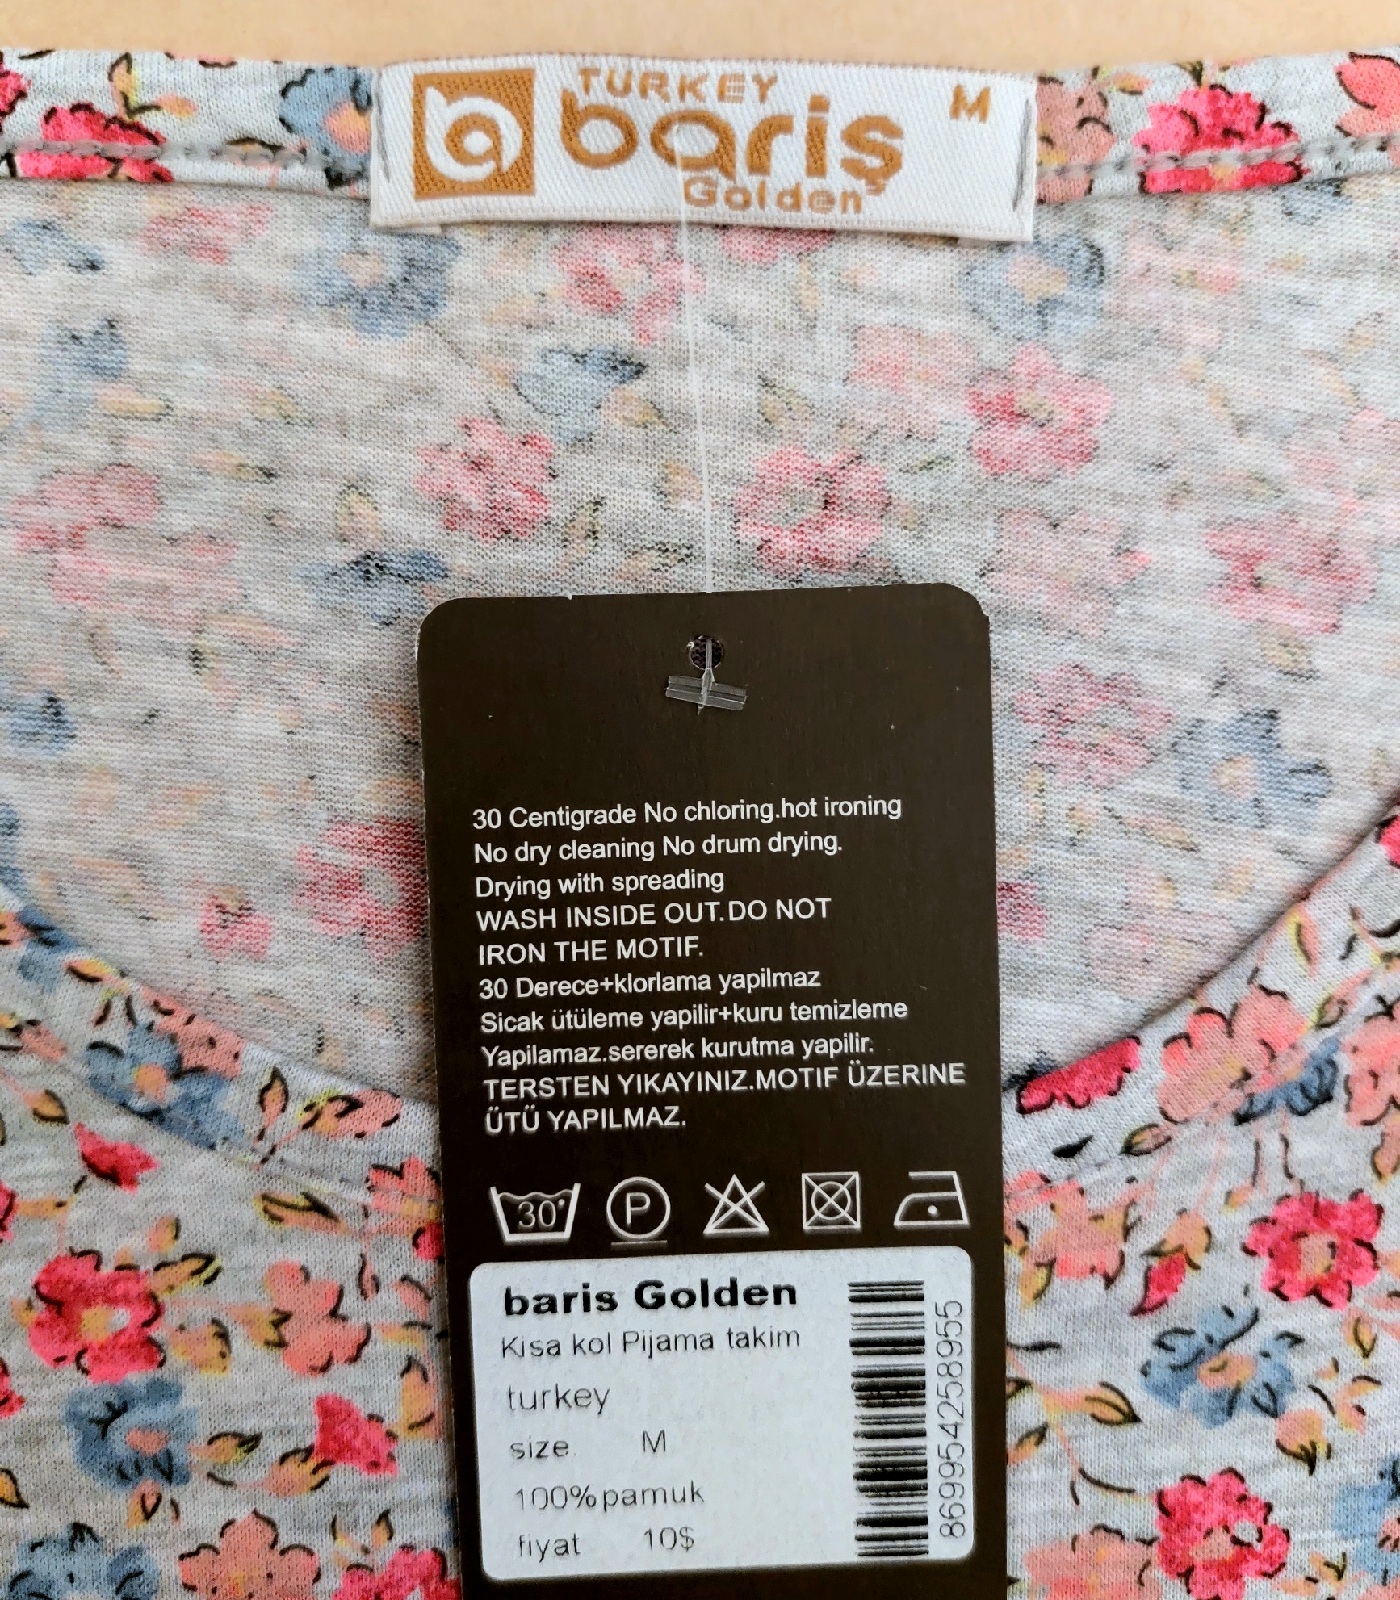 TURKEY
bariş
M
Golden
30 Centigrade No chloring.hot ironing
No dry cleaning No drum drying.
Drying with spreading
WASH INSIDE OUT.DO NOT
IRON THE MOTIF.
30 Derece+klorlama yapilmaz
Sicak ütüleme yapilir+kuru temizleme
Yapilamaz.sererek kurutma yapilir.
TERSTEN YIKAYINIZ.MOTIF ÜZERINE
ÜTÜ YAPILMAZ.
30° P
baris Golden
Kisa kol Pijama takim
turkey
size. M
100%pamuk
fiyat 10$
8699542589​55